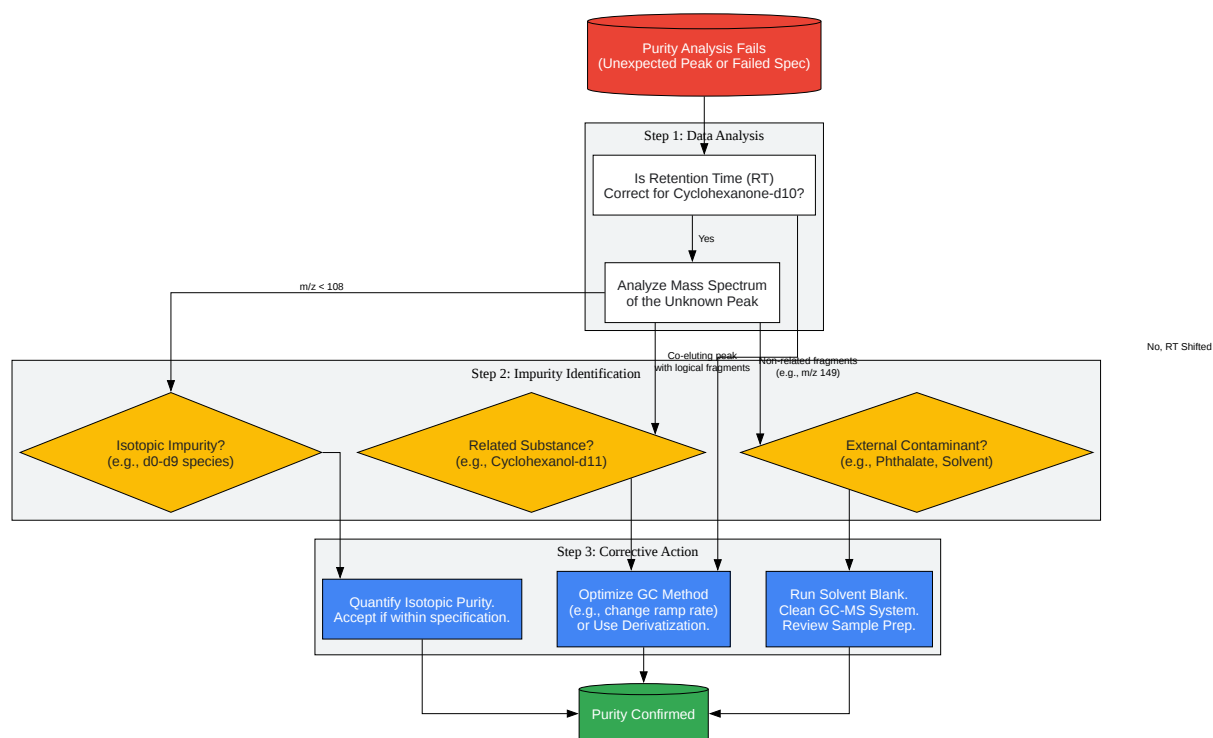 Purity Analysis Fails
(Unexpected Peak or Failed Spec)
Step 1: Data Analysis
Is Retention Time (RT)
Correct for Cyclohexanone-d10?
Yes
Analyze Mass Spectrum
of the Unknown Peak
m/z < 108
Co-eluting peak
with logical fragments
Non-related fragments
(e.g., m/z 149)
No, RT Shifted
Step 2: Impurity Identification
Isotopic Impurity?
(e.g., d0-d9 species)
Related Substance?
(e.g., Cyclohexanol-d11)
External Contaminant?
(e.g., Phthalate, Solvent)
Step 3: Corrective Action
Quantify Isotopic Purity.
Accept if within specification.
Optimize GC Method
(e.g., change ramp rate)
or Use Derivatization.
Run Solvent Blank.
Clean GC-MS System.
Review Sample Prep.
Purity Confirmed